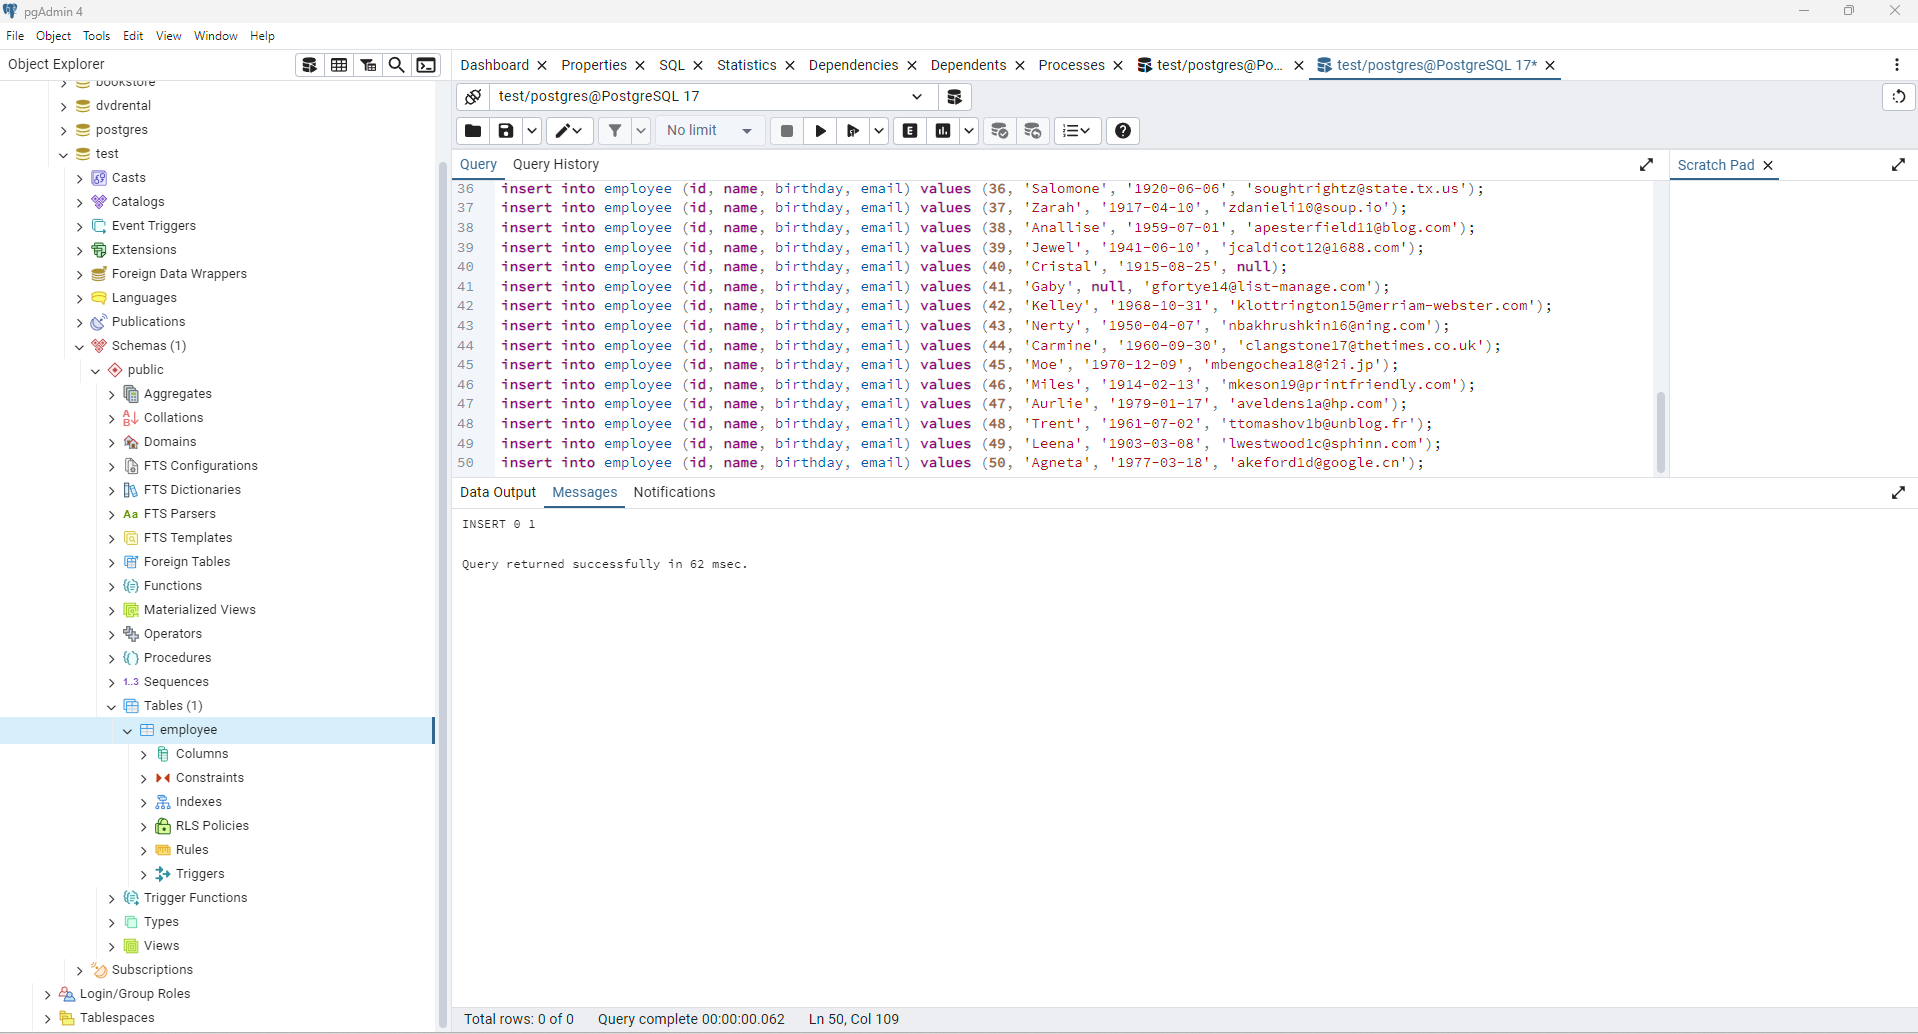 pgAdmin 4
File Object Tools Edit View Window Help
Object Explorer
Dashboard Properties SQL Statistics Dependencies Dependents Processes test/postgres@Po... test/postgres@PostgreSQL 17*
test/postgres@PostgreSQL 17
No limit
E
Query Query History
Scratch Pad
bookstore
dvdrental
postgres
test
Casts
Catalogs
Event Triggers
Extensions
Foreign Data Wrappers
Languages
Publications
Schemas (1)
public
Aggregates
Collations
Domains
FTS Configurations
FTS Dictionaries
Aa FTS Parsers
FTS Templates
Foreign Tables
Functions
Materialized Views
Operators
Procedures
1..3 Sequences
Tables (1)
employee
Columns
Constraints
Indexes
RLS Policies
Rules
Triggers
Trigger Functions
Types
Views
Subscriptions
Login/Group Roles
Tablespaces
36 insert into employee (id, name, birthday, email) values (36, 'Salomone', '1920-06-06', 'soughtrightz@state.tx.us');
37 insert into employee (id, name, birthday, email) values (37, 'Zarah', '1917-04-10', 'zdanieli10@soup.io');
38 insert into employee (id, name, birthday, email) values (38, 'Anallise', '1959-07-01', 'apesterfield11@blog.com');
39 insert into employee (id, name, birthday, email) values (39, 'Jewel', '1941-06-10', 'jcaldicot12@1688.com');
40 insert into employee (id, name, birthday, email) values (40, 'Cristal', '1915-08-25', null);
41 insert into employee (id, name, birthday, email) values (41, 'Gaby', null, 'gfortye14@list-manage.com');
42 insert into employee (id, name, birthday, email) values (42, 'Kelley', '1968-10-31', 'klottrington15@merriam-webster.com');
43 insert into employee (id, name, birthday, email) values (43, 'Nerty', '1950-04-07', 'nbakhrushkin16@ning.com');
44 insert into employee (id, name, birthday, email) values (44, 'Carmine', '1960-09-30', 'clangstone17@thetimes.co.uk');
45 insert into employee (id, name, birthday, email) values (45, 'Moe', '1970-12-09', 'mbengochea18@i2i.jp');
46 insert into employee (id, name, birthday, email) values (46, 'Miles', '1914-02-13', 'mkeson19@printfriendly.com');
47 insert into employee (id, name, birthday, email) values (47, 'Aurlie', '1979-01-17', 'aveldens1a@hp.com');
48 insert into employee (id, name, birthday, email) values (48, 'Trent', '1961-07-02', 'ttomashov1b@unblog.fr');
49 insert into employee (id, name, birthday, email) values (49, 'Leena', '1903-03-08', 'lwestwood1c@sphinn.com');
50 insert into employee (id, name, birthday, email) values (50, 'Agneta', '1977-03-18', 'akeford1d@google.cn');
Data Output Messages Notifications
INSERT 0 1
Query returned successfully in 62 msec.
Total rows: 0 of 0 Query complete 00:00:00.062 Ln 50, Col 109